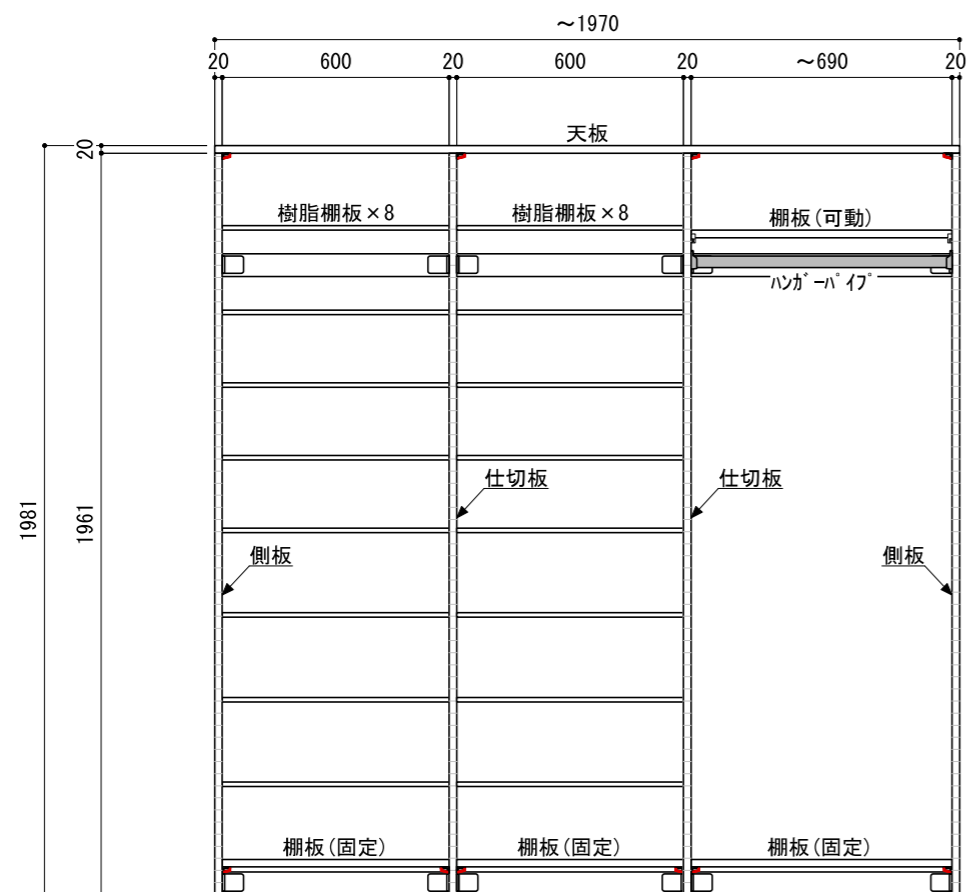 ～1970
20 600 20 600 20 ～690 20
天板
20
樹脂棚板×8 樹脂棚板×8 棚板(可動)
ﾊﾝｶﾞｰﾊﾟｲﾌﾟ
仕切板 仕切板
1981 1961
側板 側板
棚板(固定) 棚板(固定) 棚板(固定)